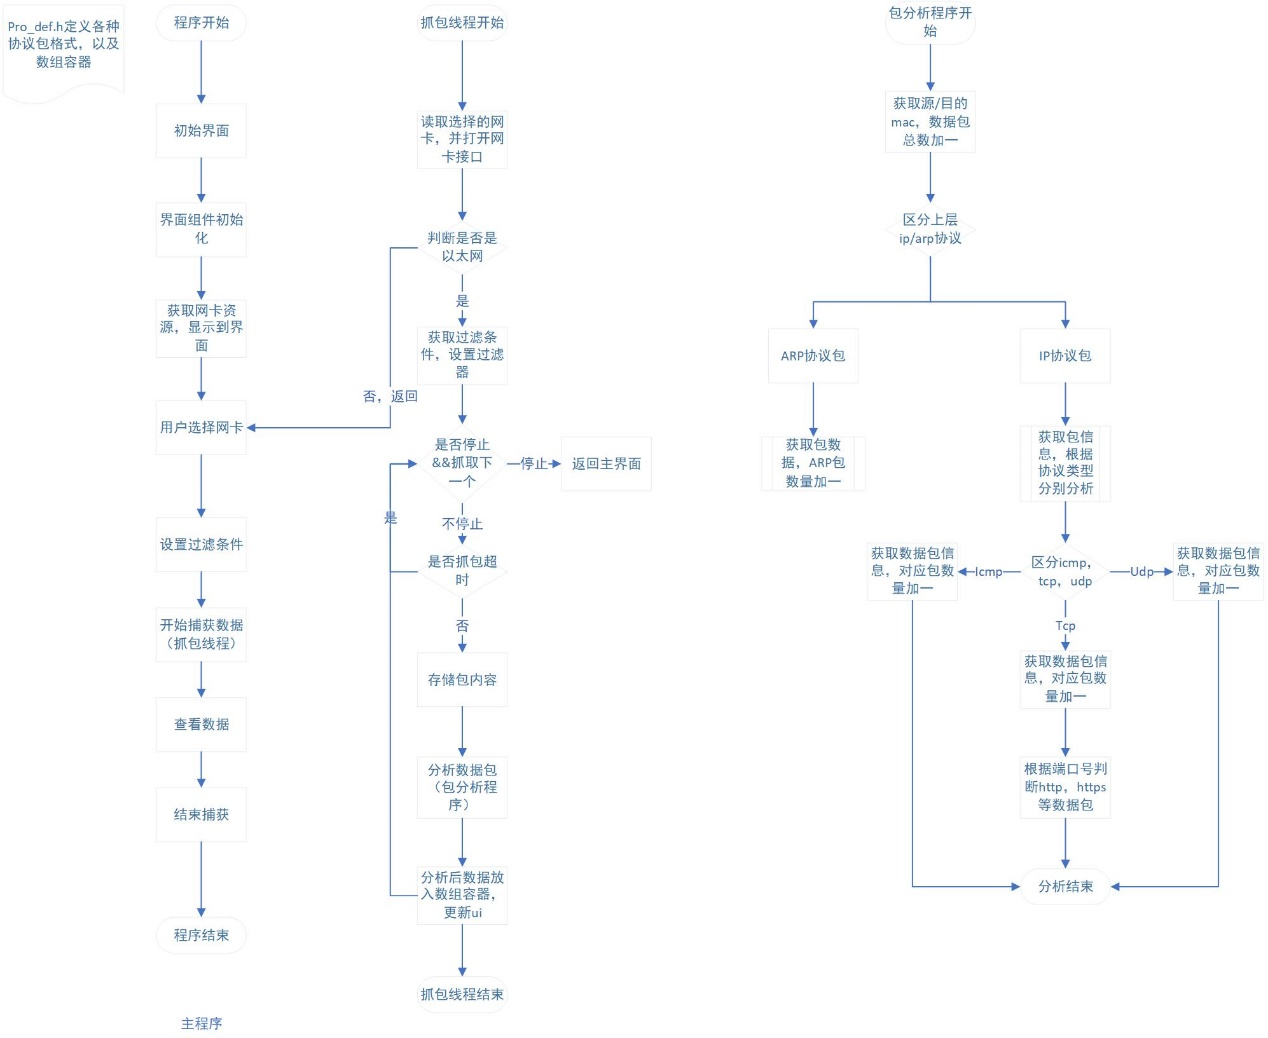 Pro_def.h定义各种
协议包格式，以及
数组容器
程序开始
初始界面
界面组件初始
化
获取网卡资
源，显示到界
面
用户选择网卡
设置过滤条件
开始捕获数据
（抓包线程）
查看数据
结束捕获
程序结束
主程序
抓包线程开始
读取选择的网
卡，并打开网
卡接口
判断是否是
以太网
是
否，返回
获取过滤条
件，设置过滤
器
是否停止
&&抓取下
一个
停止
返回主界面
不停止
是
是否抓包超
时
否
存储包内容
分析数据包
（包分析程
序）
分析后数据放
入数组容器，
更新ui
抓包线程结束
包分析程序开
始
获取源/目的
mac，数据包
总数加一
区分上层
ip/arp协议
ARP协议包
获取包数
据，ARP包
数量加一
IP协议包
获取包信
息，根据
协议类型
分别分析
区分icmp，
tcp，udp
Icmp
获取数据包信
息，对应包数
量加一
Udp
获取数据包信
息，对应包数
量加一
Tcp
获取数据包信
息，对应包数
量加一
根据端口号判
断http，https
等数据包
分析结束